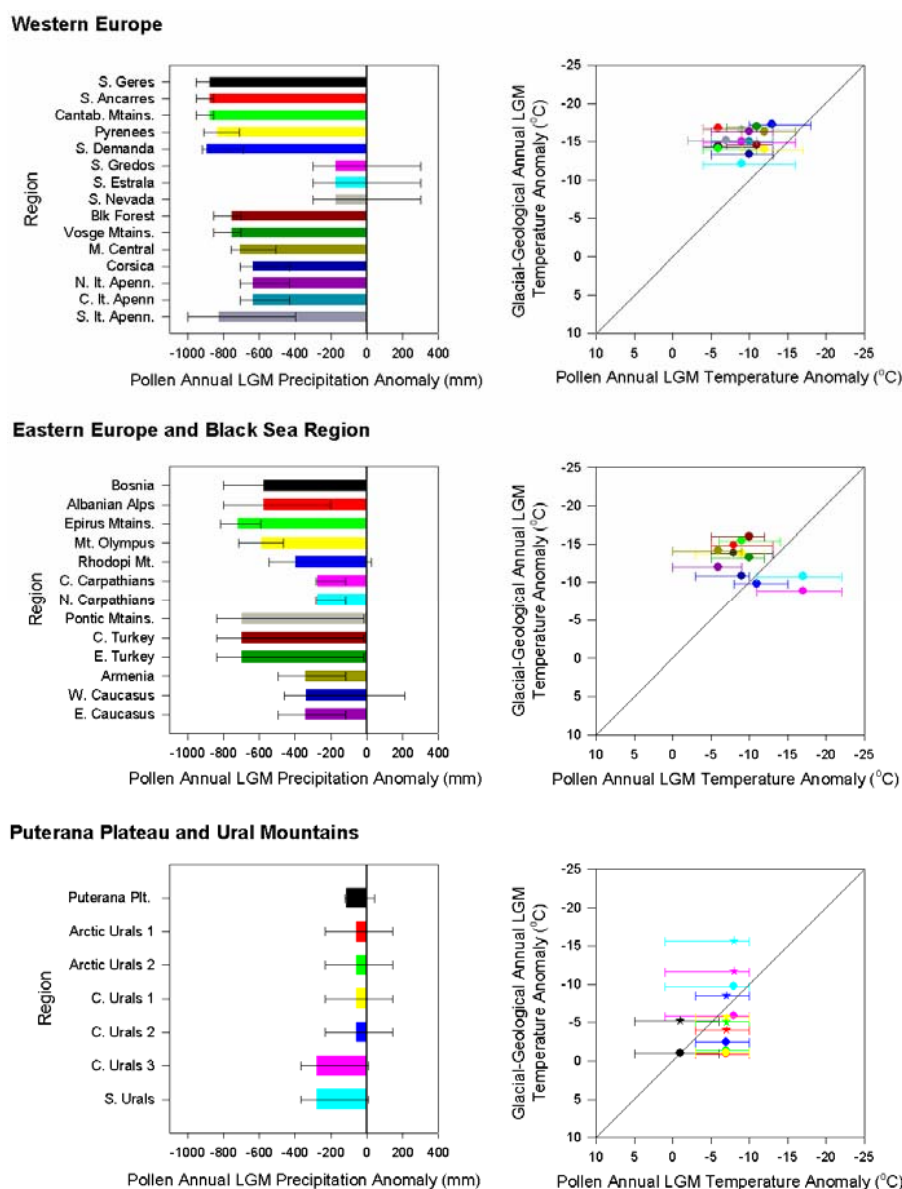 Western Europe
Region
S. Geres
S. Ancarres
Cantab. Mtains.
Pyrenees
S. Demanda
S. Gredos
S. Estrala
S. Nevada
Blk Forest
Vosge Mtains.
M. Central
Corsica
N. It. Apenn.
C. It. Apenn
S. It. Apenn.
-1000 -800 -600 -400 -200 0 200 400
Pollen Annual LGM Precipitation Anomaly (mm)
Glacial-Geological Annual LGM
Temperature Anomaly (⁰C)
-25
-20
-15
-10
-5
0
5
10
10 5 0 -5 -10 -15 -20 -25
Pollen Annual LGM Temperature Anomaly (⁰C)
Eastern Europe and Black Sea Region
Region
Bosnia
Albanian Alps
Epirus Mtains.
Mt. Olympus
Rhodopi Mt.
C. Carpathians
N. Carpathians
Pontic Mtains.
C. Turkey
E. Turkey
Armenia
W. Caucasus
E. Caucasus
-1000 -800 -600 -400 -200 0 200 400
Pollen Annual LGM Precipitation Anomaly (mm)
Glacial-Geological Annual LGM
Temperature Anomaly (⁰C)
-25
-20
-15
-10
-5
0
5
10
10 5 0 -5 -10 -15 -20 -25
Pollen Annual LGM Temperature Anomaly (⁰C)
Puterana Plateau and Ural Mountains
Region
Puterana Plt.
Arctic Urals 1
Arctic Urals 2
C. Urals 1
C. Urals 2
C. Urals 3
S. Urals
-1000 -800 -600 -400 -200 0 200 400
Pollen Annual LGM Precipitation Anomaly (mm)
Glacial-Geological Annual LGM
Temperature Anomaly (⁰C)
-25
-20
-15
-10
-5
0
5
10
10 5 0 -5 -10 -15 -20 -25
Pollen Annual LGM Temperature Anomaly (⁰C)